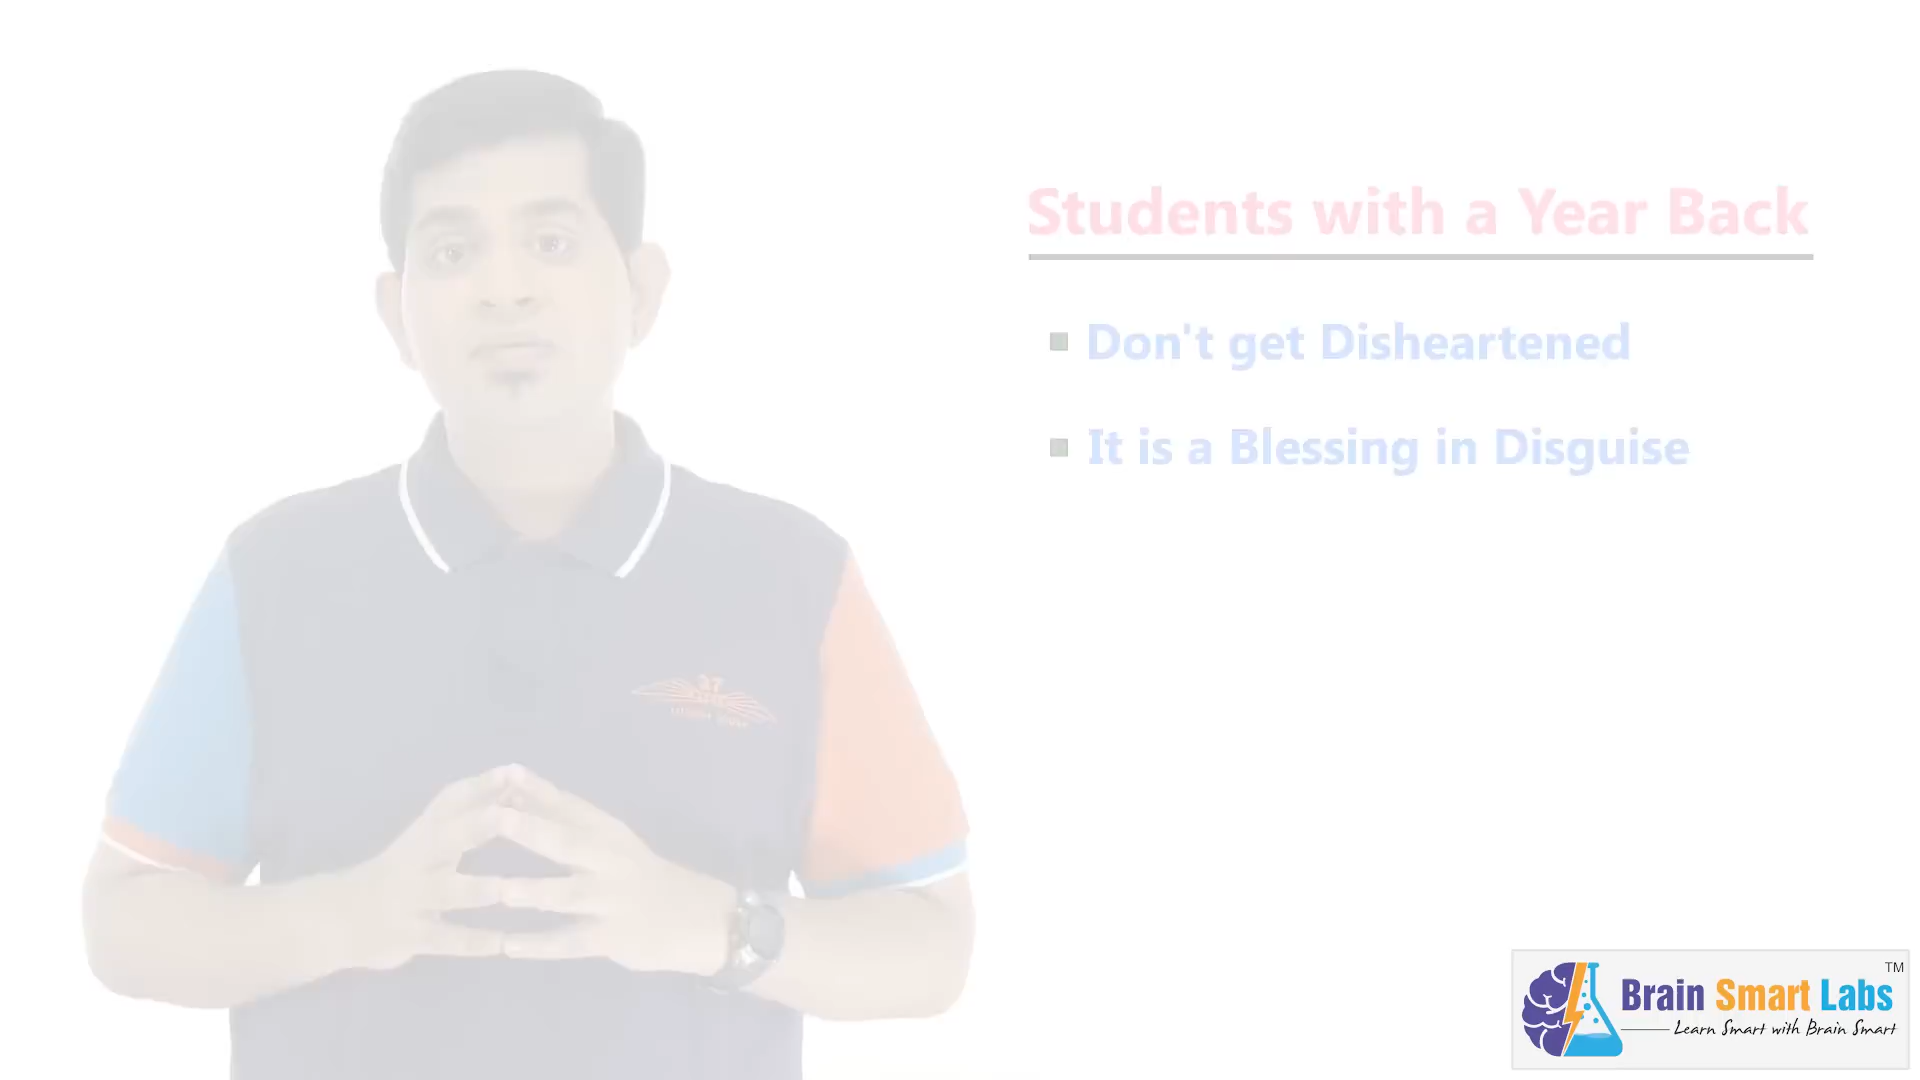 Students with a Year Back
Don't get Disheartened
It is a Blessing in Disguise
37
TM
Brain Smart Labs
Learn Smart with Brain Smart